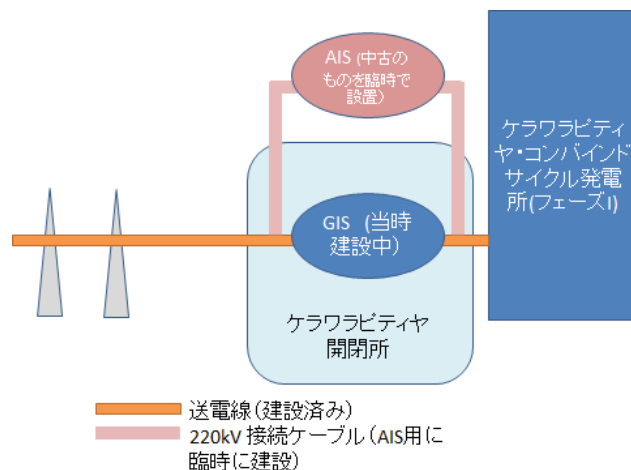 AIS (中古の
ものを臨時で
設置)
ケラワラピティ
ヤ・コンバインド
サイクル発電
所(フェーズI)
GIS (当時
建設中)
ケラワラピティヤ
開閉所
送電線(建設済み)
220kV 接続ケーブル(AIS用に
臨時に建設)